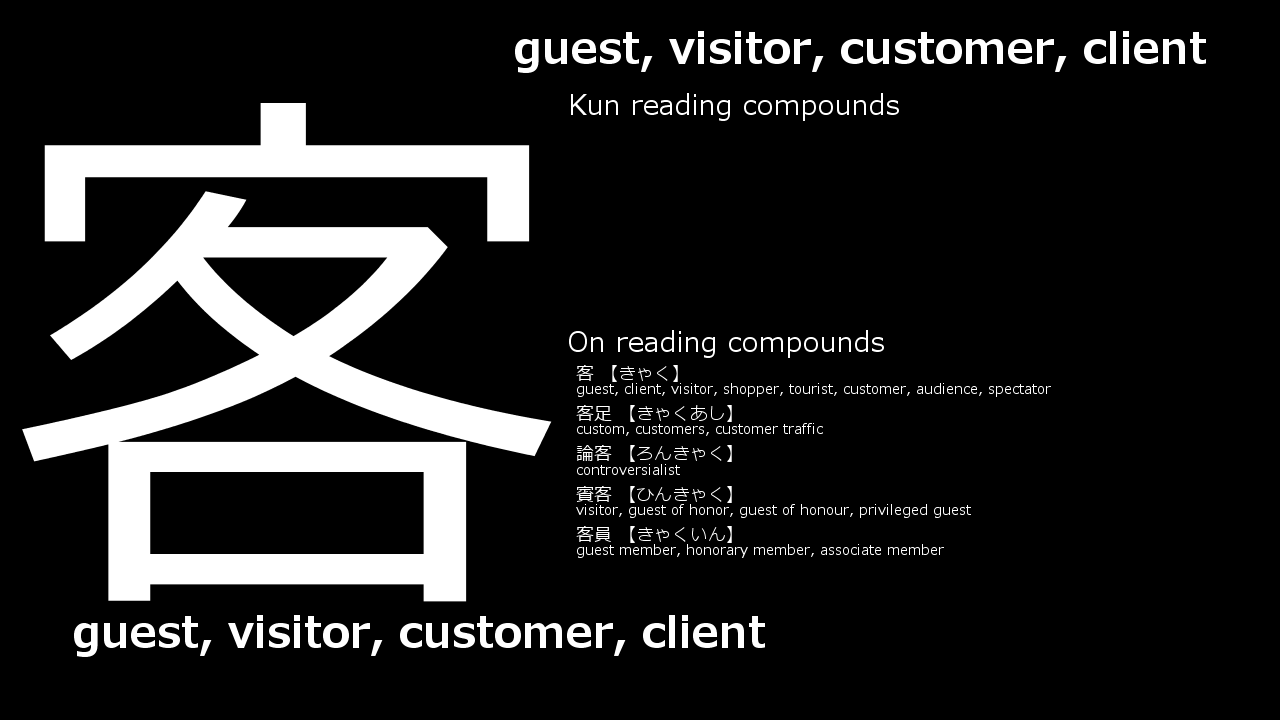 guest, visitor, customer, client
Kun reading compounds
客
On reading compounds
客 【きゃく】
guest, client, visitor, shopper, tourist, customer, audience, spectator
客足 【きゃくあし】
custom, customers, customer traffic
論客 【ろんきゃく】
controversialist
賓客 【ひんきゃく】
visitor, guest of honor, guest of honour, privileged guest
客員 【きゃくいん】
guest member, honorary member, associate member
guest, visitor, customer, client